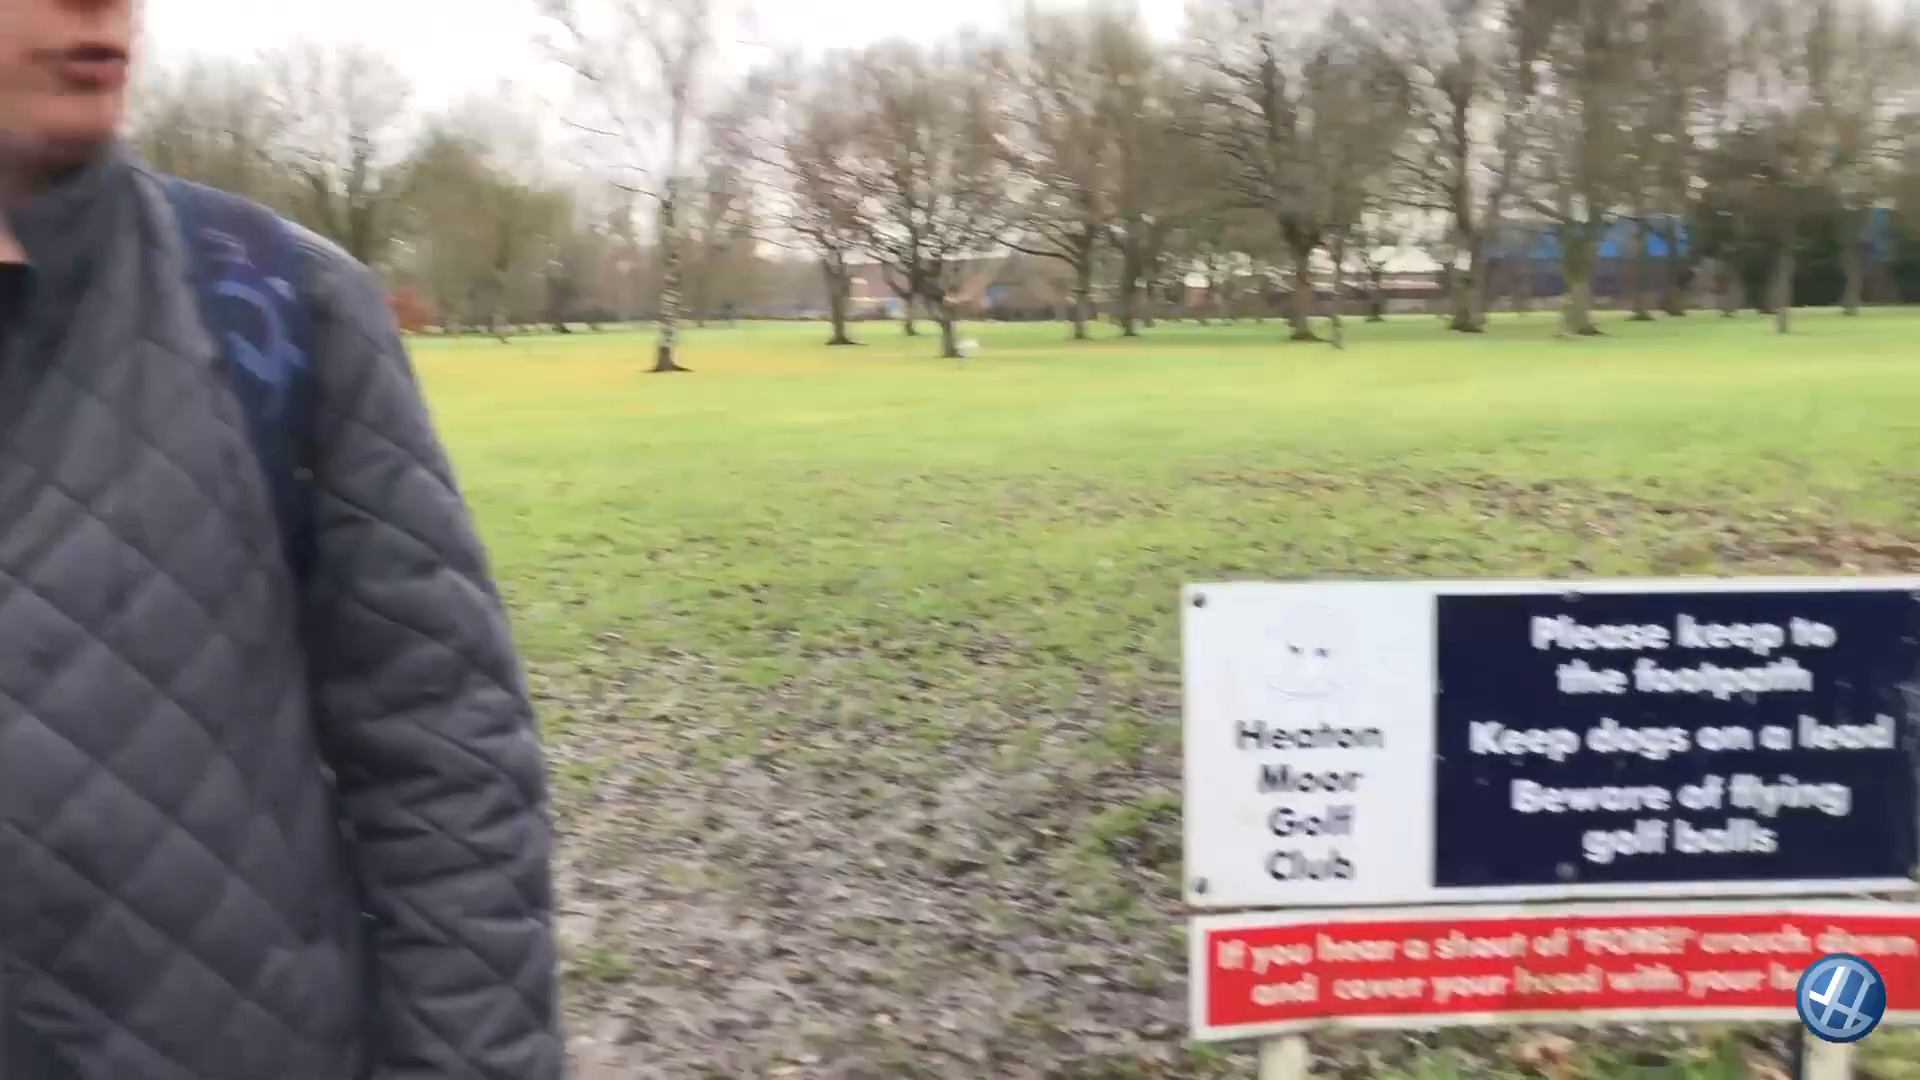 Heaton
Moor
Golf
Club
Please keep to
the footpath
Keep dogs on a lead
Beware of flying
golf balls
If you hear a shout of 'FORE!' crouch down
and cover your head with your